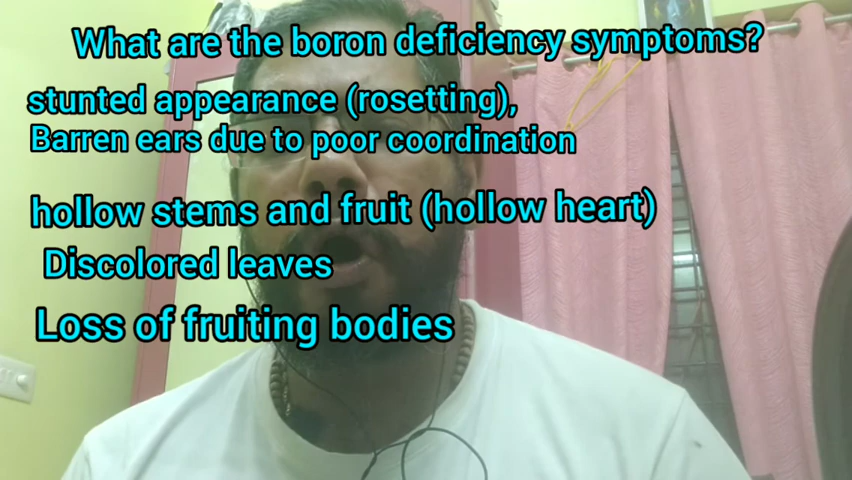 What are the boron deficiency symptoms?
stunted appearance (rosetting),
Barren ears due to poor coordination
hollow stems and fruit (hollow heart)
Discolored leaves
Loss of fruiting bodies